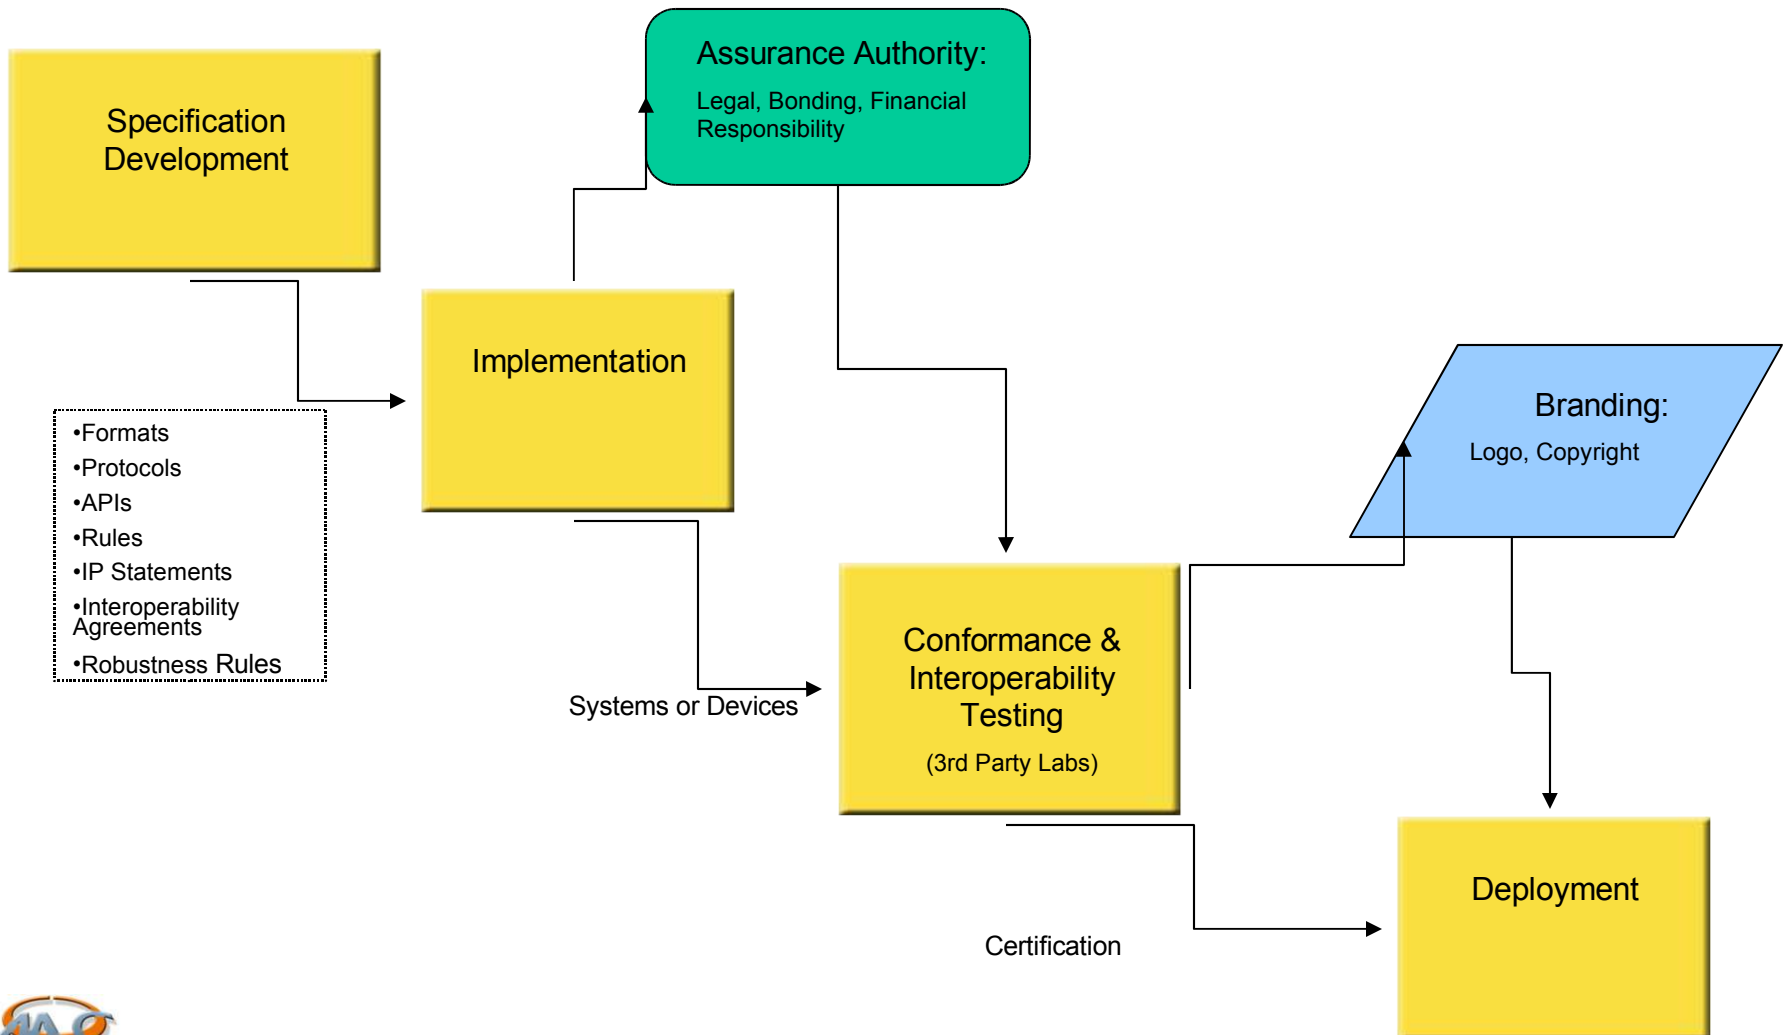 Assurance Authority:
Legal, Bonding, Financial
Responsibility
Specification
Development
Implementation
•Formats
•Protocols
•APIs
•Rules
•IP Statements
•Interoperability
Agreements
•Robustness Rules
Branding:
Logo, Copyright
Systems or Devices
Conformance &
Interoperability
Testing
(3rd Party Labs)
Certification
Deployment